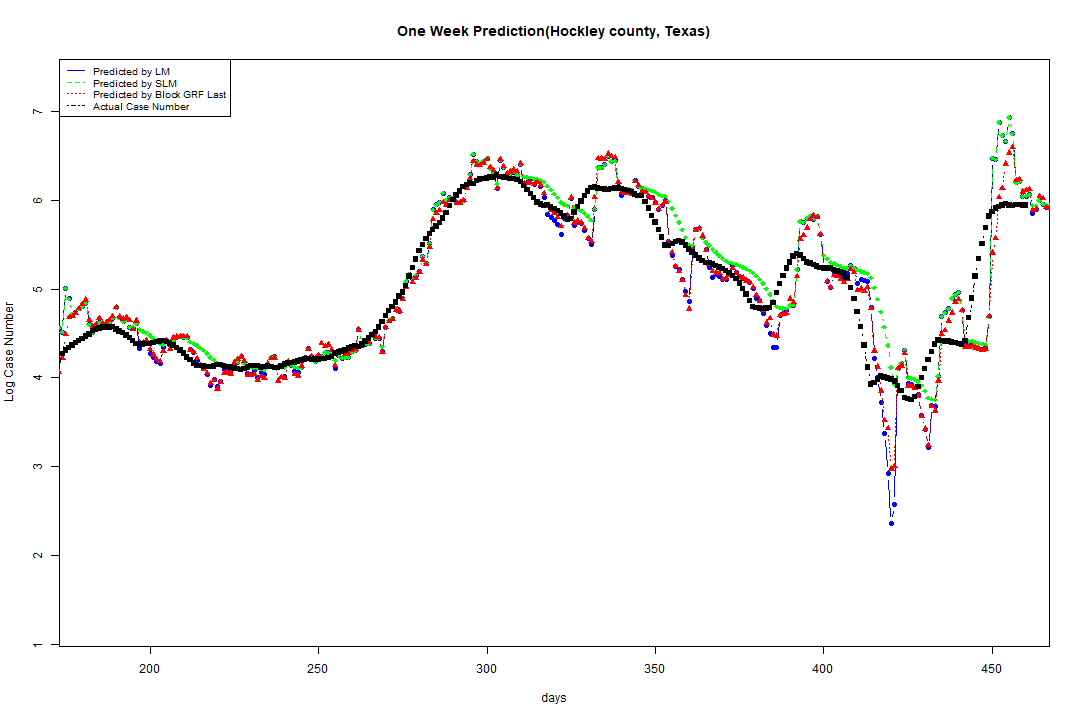 One Week Prediction(Hockley county, Texas)
Predicted by LM
Predicted by SLM
Predicted by Block GRF Last
Actual Case Number
7
6
5
4
3
2
1
Log Case Number
200 250 300 350 400 450
days